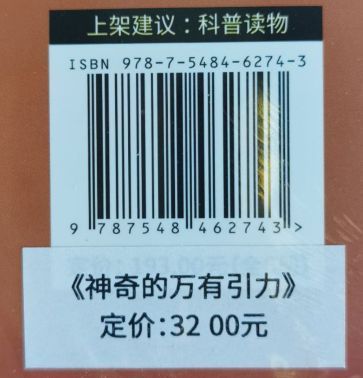 上架建议：科普读物
ISBN 978-7-5484-6274-3
9 787548 462743 >
《神奇的万有引力》
定价:32 00元